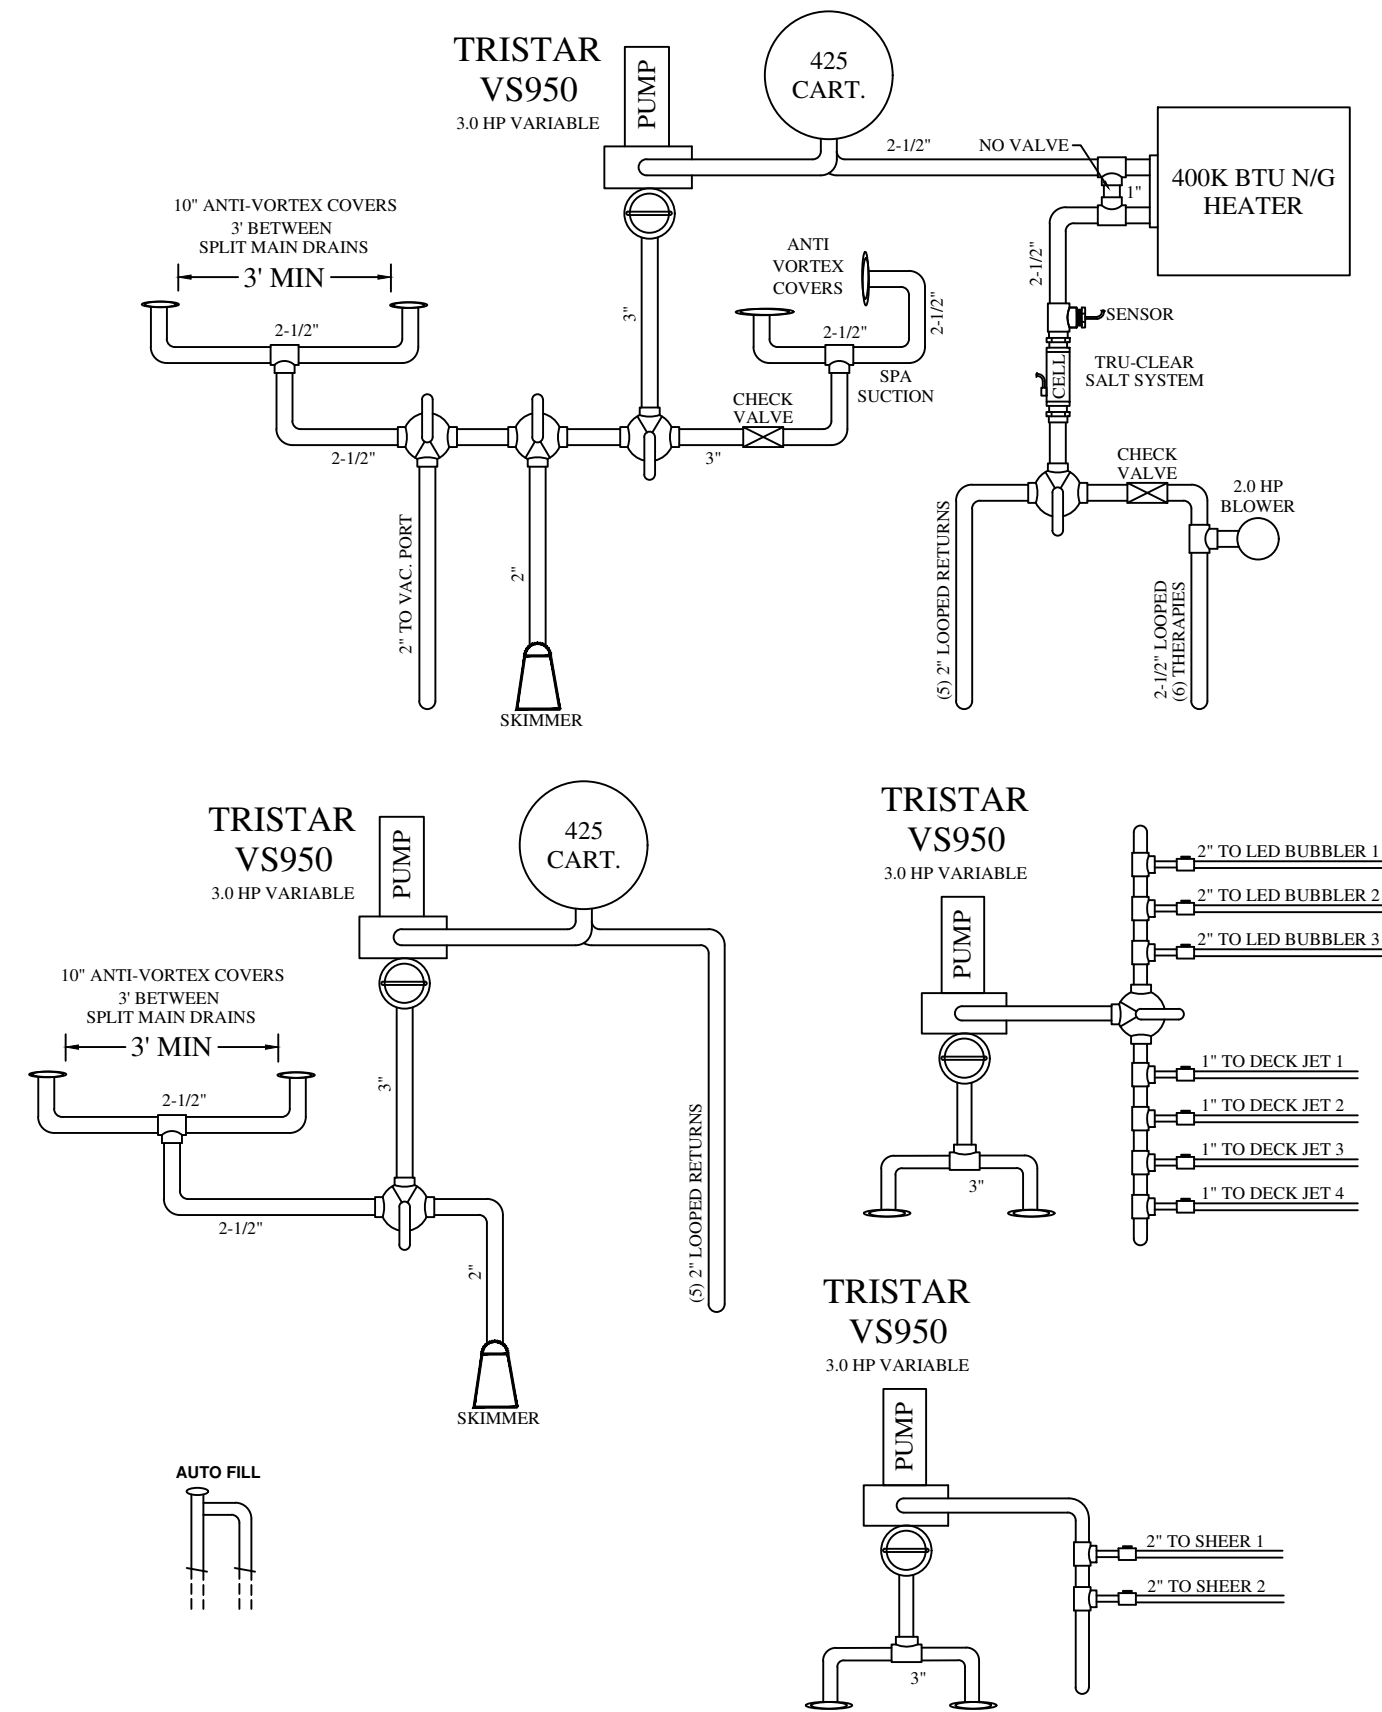 TRISTAR
VS950
3.0 HP VARIABLE
PUMP
425
CART.
2-1/2"
NO VALVE
1"
400K BTU N/G
HEATER
10" ANTI-VORTEX COVERS
3' BETWEEN
SPLIT MAIN DRAINS
3' MIN
2-1/2"
3"
ANTI
VORTEX
COVERS
2-1/2"
2-1/2"
SPA
SUCTION
2-1/2"
SENSOR
CELL
TRU-CLEAR
SALT SYSTEM
CHECK
VALVE
2-1/2"
3"
CHECK
VALVE
2.0 HP
BLOWER
2" TO VAC. PORT
2"
SKIMMER
(5) 2" LOOPED RETURNS
2-1/2" LOOPED
(6) THERAPIES
TRISTAR
VS950
3.0 HP VARIABLE
PUMP
425
CART.
10" ANTI-VORTEX COVERS
3' BETWEEN
SPLIT MAIN DRAINS
3' MIN
2-1/2"
3"
2-1/2"
2"
SKIMMER
(5) 2" LOOPED RETURNS
TRISTAR
VS950
3.0 HP VARIABLE
PUMP
2" TO LED BUBBLER 1
2" TO LED BUBBLER 2
2" TO LED BUBBLER 3
1" TO DECK JET 1
1" TO DECK JET 2
1" TO DECK JET 3
1" TO DECK JET 4
3"
TRISTAR
VS950
3.0 HP VARIABLE
PUMP
2" TO SHEER 1
2" TO SHEER 2
3"
AUTO FILL